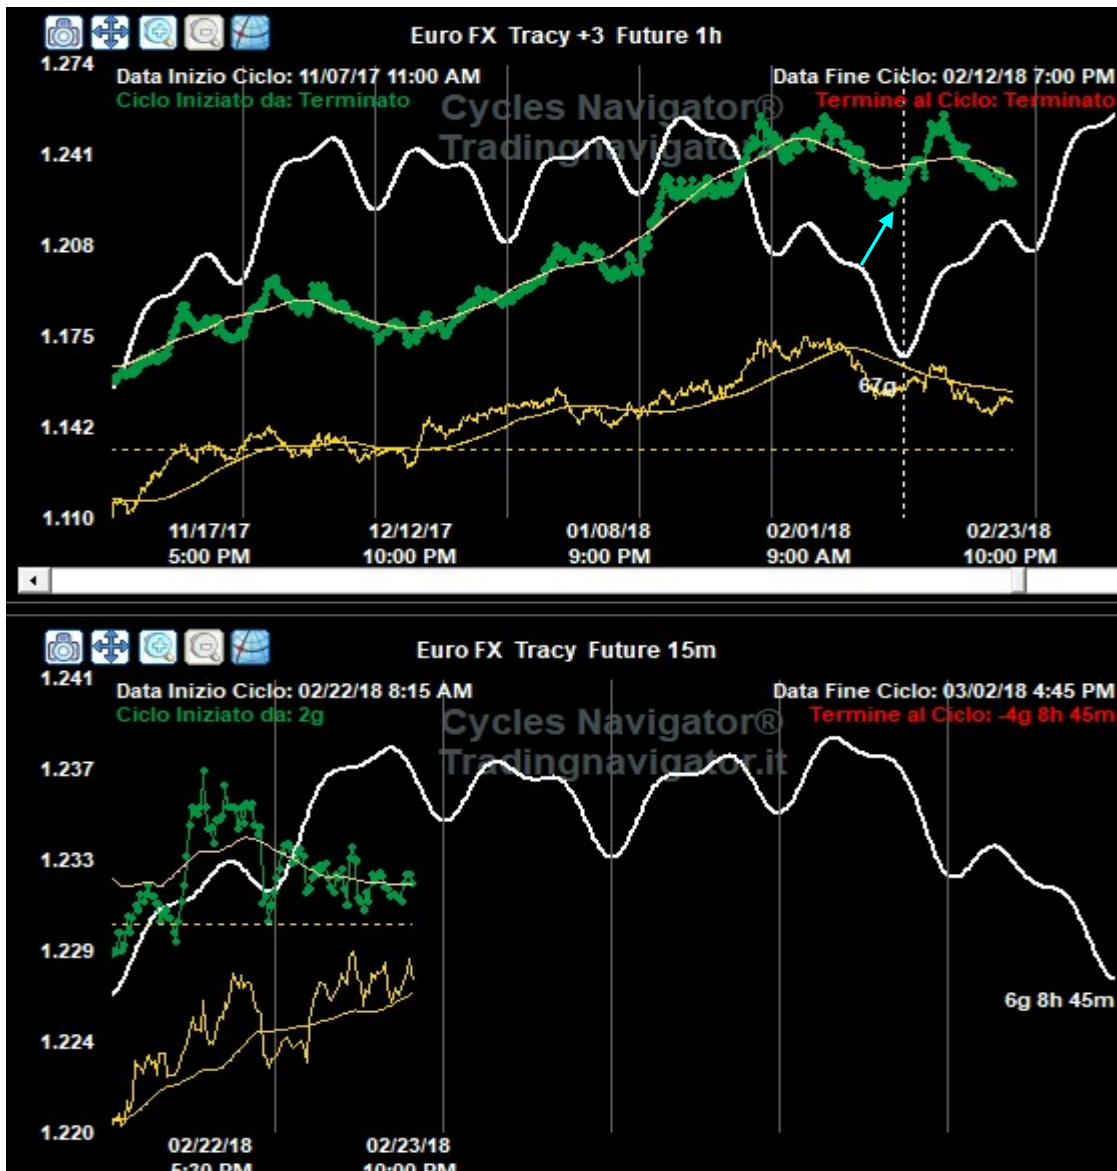 Euro FX Tracy +3 Future 1h
1.274
Data Inizio Ciclo: 11/07/17 11:00 AM
Data Fine Ciclo: 02/12/18 7:00 PM
Ciclo Iniziato da: Terminato
Termine al Ciclo: Terminato
Cycles Navigator®
Tradingnavigator
1.241
1.208
1.175
67g
1.142
1.110
11/17/17
12/12/17
01/08/18
02/01/18
02/23/18
5:00 PM
10:00 PM
9:00 PM
9:00 AM
10:00 PM
Euro FX Tracy Future 15m
1.241
Data Inizio Ciclo: 02/22/18 8:15 AM
Data Fine Ciclo: 03/02/18 4:45 PM
Ciclo Iniziato da: 2g
Termine al Ciclo: -4g 8h 45m
Cycles Navigator®
Tradingnavigator.it
1.237
1.233
1.229
6g 8h 45m
1.224
1.220
02/22/18
02/23/18
5:30 PM
10:00 PM